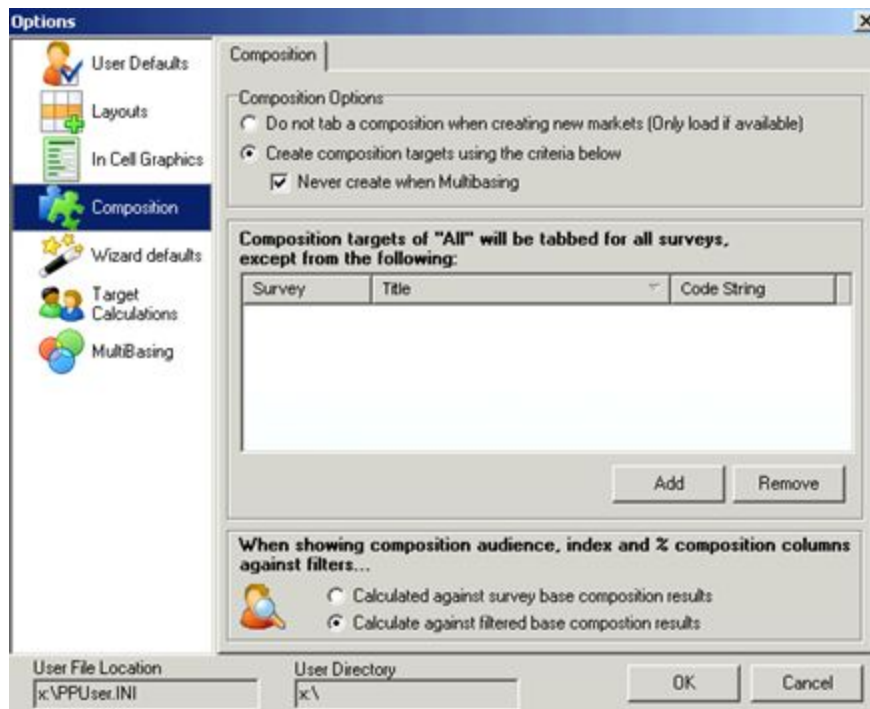 Options
User Defaults
Layouts
In Cell Graphics
Composition
Wizard defaults
Target
Calculations
MultiBasing
Composition
Composition Options
Do not tab a composition when creating new markets (Only load if available)
Create composition targets using the criteria below
Never create when Multibasing
Composition targets of "All" will be tabbed for all surveys,
except from the following:
Survey Title Code String
Add Remove
When showing composition audience, index and % composition columns
against filters...
Calculated against survey base composition results
Calculate against filtered base compostion results
User File Location User Directory
x:\PPUser.INI x:\
OK Cancel